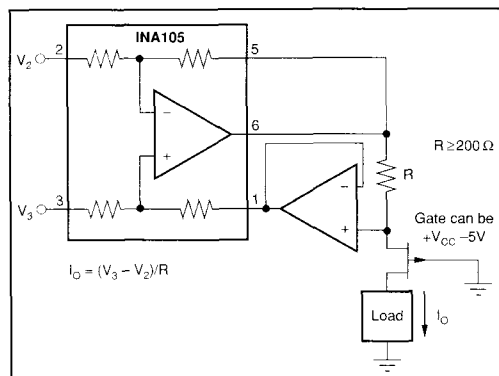 INA105
2
5
V2
6
R ≥ 200 Ω
R
−
+
−
+
3
1
V3
Gate can be
+VCC −5V
IO = (V3 − V2)/R
Load
IO